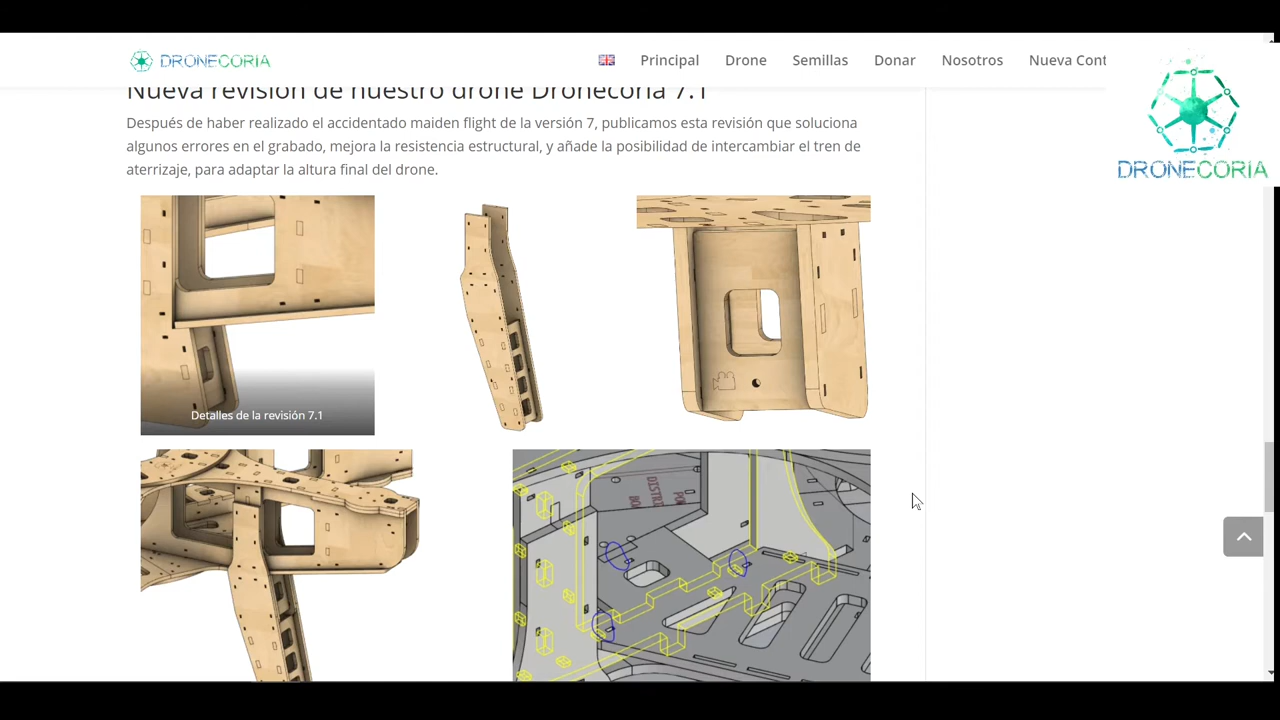 DRONECORIA
Principal
Drone
Semillas
Donar
Nosotros
Nueva Cont
DRONECORIA
Nueva revisión de nuestro drone Dronecoria 7.1
Después de haber realizado el accidentado maiden flight de la versión 7, publicamos esta revisión que soluciona
algunos errores en el grabado, mejora la resistencia estructural, y añade la posibilidad de intercambiar el tren de
aterrizaje, para adaptar la altura final del drone.
Detalles de la revisión 7.1